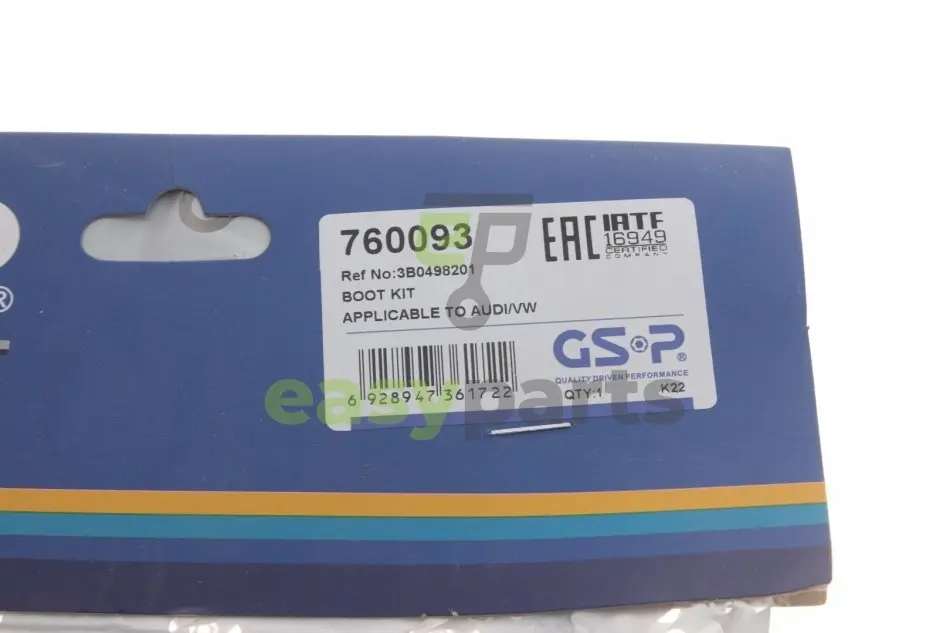 760093
EAC
IATF
16949
CERTIFIED
COMPANY
Ref No:3B0498201
BOOT KIT
APPLICABLE TO AUDI/VW
GSP®
QUALITY DRIVEN PERFORMANCE
6 928947 361722
QTY:1
K22
easyparts
®